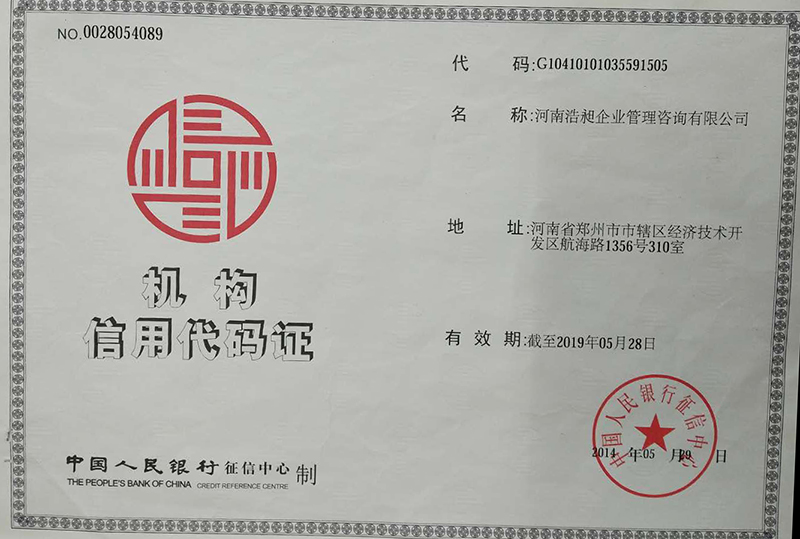 NO.0028054089
机构
信用代码证
中国人民银行征信中心 制
THE PEOPLE'S BANK OF CHINA CREDIT REFERENCE CENTRE
代 码:G10410101035591505
名 称:河南浩昶企业管理咨询有限公司
地 址:河南省郑州市市辖区经济技术开
发区航海路1356号310室
有 效 期:截至2019年05月28日
中国人民银行征信中心
2014 年05 月29 日